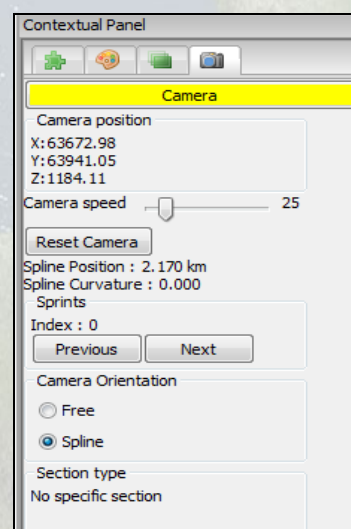 Contextual Panel
Camera
Camera position
X:63672.98
Y:63941.05
Z:1184.11
Camera speed 25
Reset Camera
Spline Position : 2.170 km
Spline Curvature : 0.000
Sprints
Index : 0
Previous Next
Camera Orientation
Free
Spline
Section type
No specific section